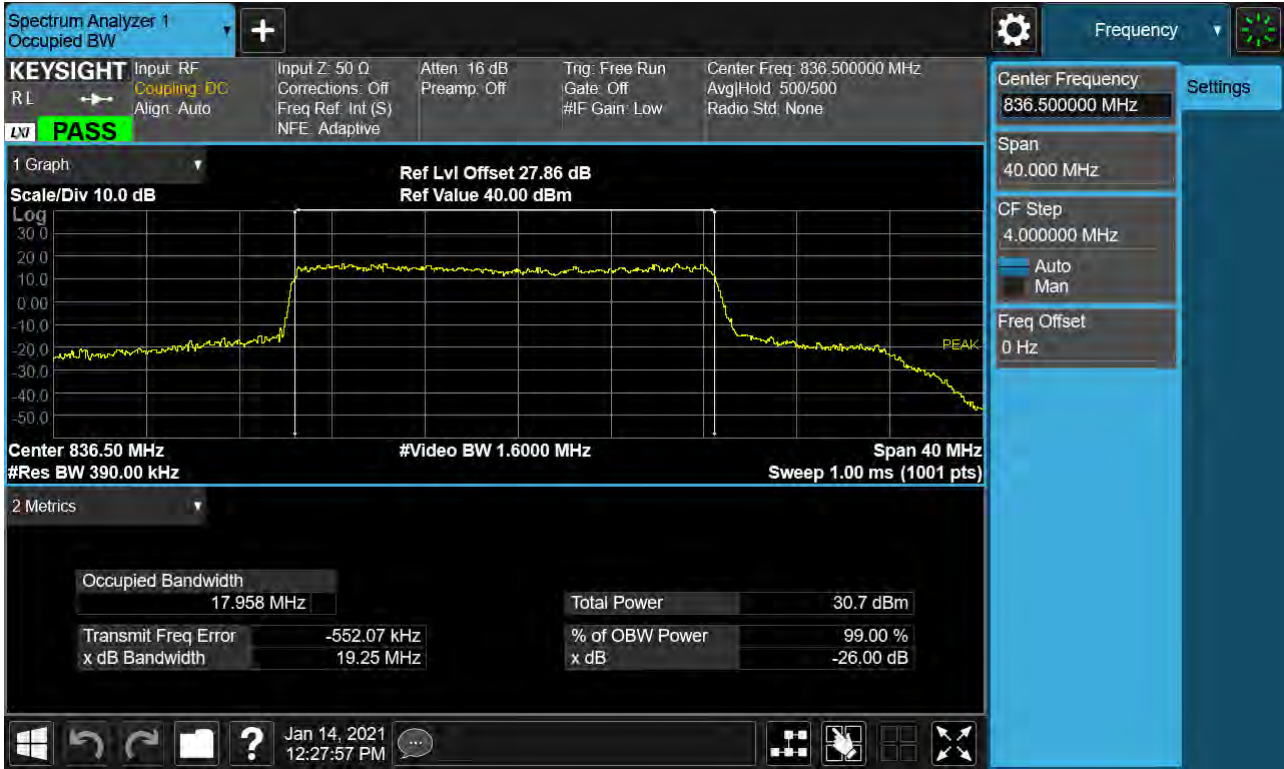 Spectrum Analyzer 1
Occupied BW
+
Frequency
KEYSIGHT
R L
LXI
PASS
Input: RF
Coupling: DC
Align: Auto
Input Z: 50 Ω
Corrections: Off
Freq Ref: Int (S)
NFE: Adaptive
Atten: 16 dB
Preamp: Off
Trig: Free Run
Gate: Off
#IF Gain: Low
Center Freq: 836.500000 MHz
Avg|Hold: 500/500
Radio Std: None
Center Frequency
836.500000 MHz
Settings
Span
40.000 MHz
CF Step
4.000000 MHz
Auto
Man
Freq Offset
0 Hz
1 Graph
Scale/Div 10.0 dB
Ref Lvl Offset 27.86 dB
Ref Value 40.00 dBm
Log
30.0
20.0
10.0
0.00
-10.0
-20.0
-30.0
-40.0
-50.0
PEAK
Center 836.50 MHz
#Video BW 1.6000 MHz
Span 40 MHz
#Res BW 390.00 kHz
Sweep 1.00 ms (1001 pts)
2 Metrics
Occupied Bandwidth
17.958 MHz
Total Power 30.7 dBm
Transmit Freq Error -552.07 kHz
% of OBW Power 99.00 %
x dB Bandwidth 19.25 MHz
x dB -26.00 dB
?
Jan 14, 2021
12:27:57 PM